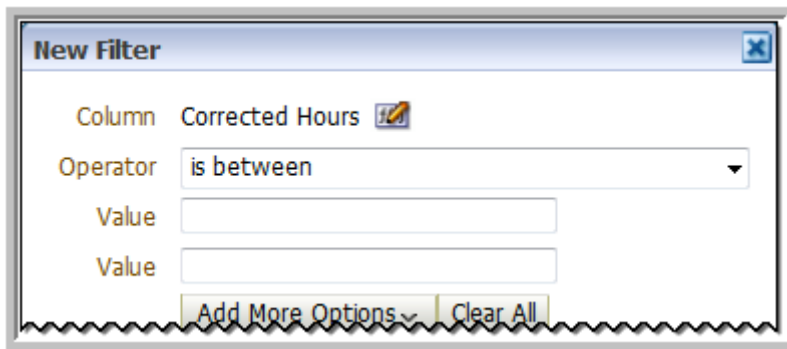 New Filter
Column Corrected Hours
Operator is between
Value
Value
Add More Options Clear All